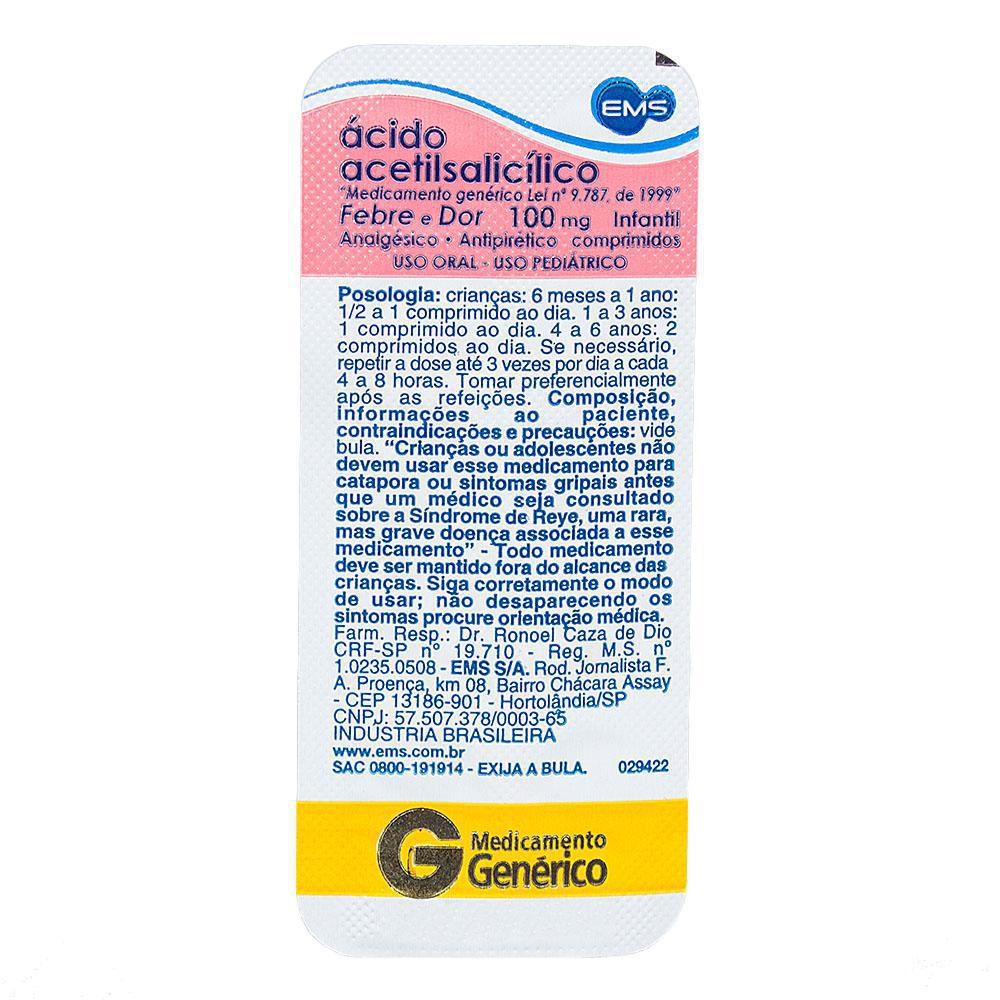 EMS
ácido
acetilsalicílico
"Medicamento genérico Lei nº 9.787, de 1999"
Febre e Dor 100 mg Infantil
Analgésico • Antipirético comprimidos
USO ORAL - USO PEDIÁTRICO
Posologia: crianças: 6 meses a 1 ano:
1/2 a 1 comprimido ao dia. 1 a 3 anos:
1 comprimido ao dia. 4 a 6 anos: 2
comprimidos ao dia. Se necessário,
repetir a dose até 3 vezes por dia a cada
4 a 8 horas. Tomar preferencialmente
após as refeições. Composição,
informações ao paciente,
contraindicações e precauções: vide
bula. "Crianças ou adolescentes não
devem usar esse medicamento para
catapora ou sintomas gripais antes
que um médico seja consultado
sobre a Síndrome de Reye, uma rara,
mas grave doença associada a esse
medicamento" - Todo medicamento
deve ser mantido fora do alcance das
crianças. Siga corretamente o modo
de usar; não desaparecendo os
sintomas procure orientação médica.
Farm. Resp.: Dr. Ronoel Caza de Dio
CRF-SP nº 19.710 - Reg. M.S. nº
1.0235.0508 - EMS S/A. Rod. Jornalista F.
A. Proença, km 08, Bairro Chácara Assay
- CEP 13186-901 - Hortolândia/SP
CNPJ: 57.507.378/0003-65
INDÚSTRIA BRASILEIRA
www.ems.com.br
SAC 0800-191914 - EXIJA A BULA. 029422
G Medicamento
Genérico